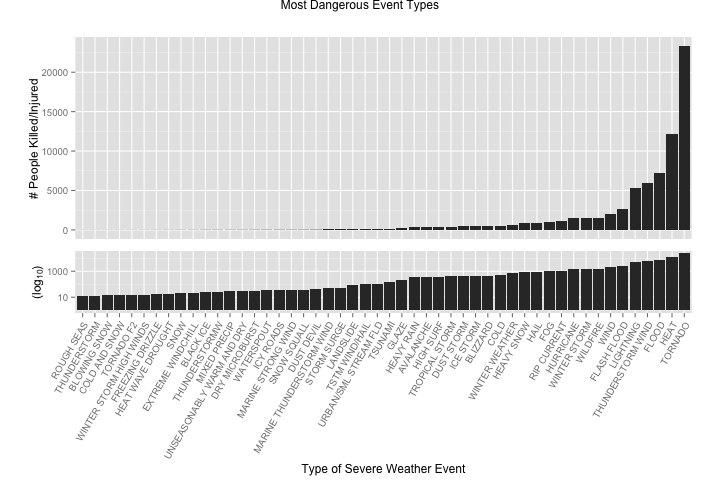 Most Dangerous Event Types
# People Killed/Injured
20000
15000
10000
5000
0
(log10)
1000
10
ROUGH SEAS
THUNDERSTORM
BLOWING SNOW
COLD AND SNOW
TORNADO F2
WINTER STORM HIGH WINDS
FREEZING DRIZZLE
HEAT WAVE DROUGHT
SNOW
EXTREME WINDCHILL
BLACK ICE
THUNDERSTORMW
MIXED PRECIP
UNSEASONABLY WARM AND DRY
DRY MICROBURST
WATERSPOUT
ICY ROADS
STRONG WIND
MARINE STRONG WIND
SNOW SQUALL
DUST DEVIL
MARINE THUNDERSTORM WIND
STORM SURGE
LANDSLIDE
TSTM WIND/HAIL
URBAN/SML STREAM FLD
TSUNAMI
GLAZE
HEAVY RAIN
AVALANCHE
HIGH SURF
TROPICAL STORM
DUST STORM
ICE STORM
BLIZZARD
COLD
WINTER WEATHER
HEAVY SNOW
HAIL
FOG
RIP CURRENT
HURRICANE
WINTER STORM
WILDFIRE
WIND
FLASH FLOOD
LIGHTNING
THUNDERSTORM WIND
FLOOD
HEAT
TORNADO
Type of Severe Weather Event